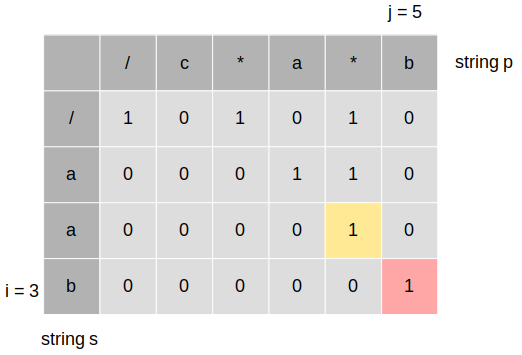 j = 5
/ c * a * b string p
/ 1 0 1 0 1 0
a 0 0 0 1 1 0
a 0 0 0 0 1 0
i = 3 b 0 0 0 0 0 1
string s